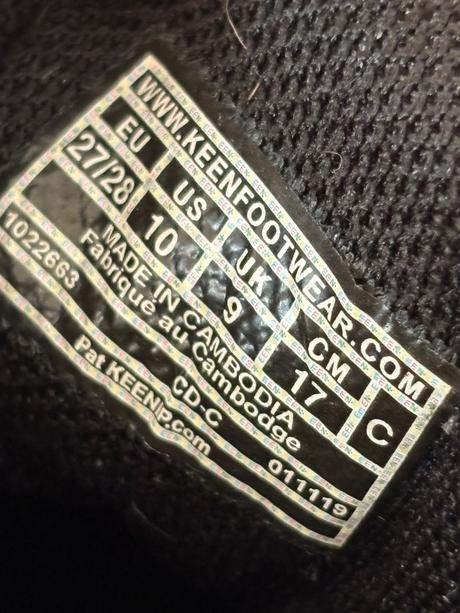 WWW.KEENFOOTWEAR.COM
EU US UK CM C
27/28 10 9 17
MADE IN CAMBODIA
Fabriqué au Cambodge
1022663 CD-C 011119
Pat KEENIP.com